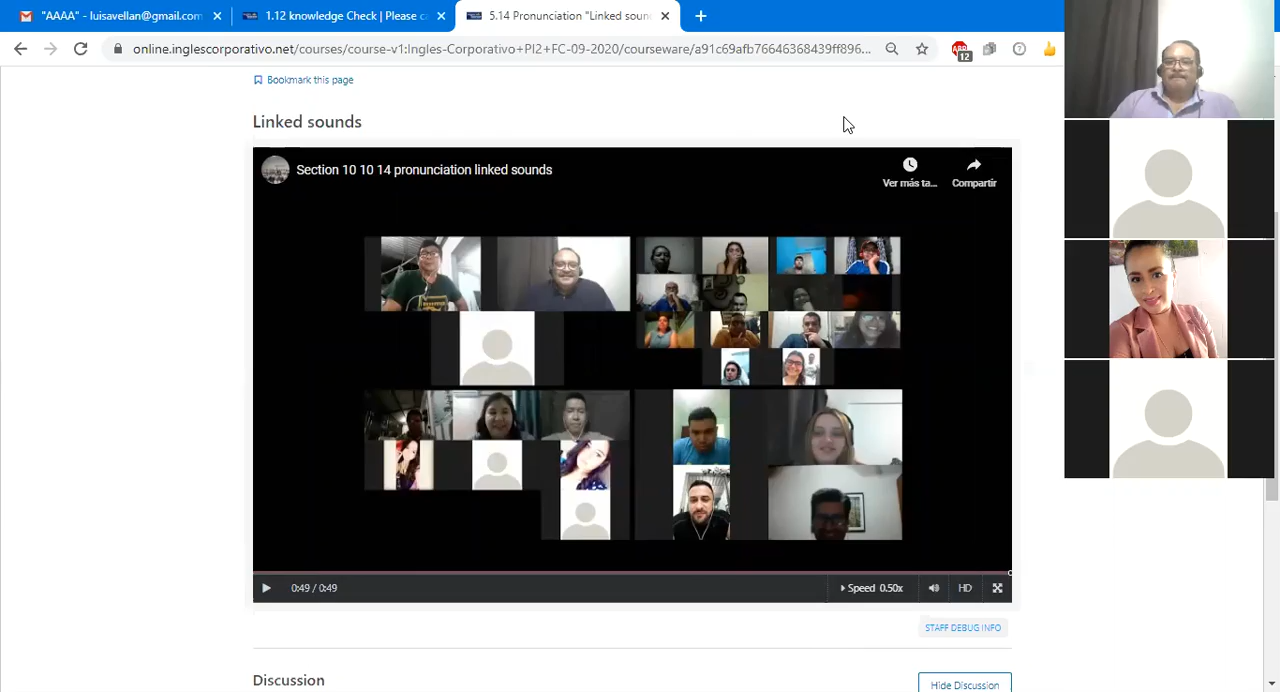 "AAAA" - luisavellan@gmail.com
1.12 knowledge Check | Please c
5.14 Pronunciation "Linked soun
online.inglescorporativo.net/courses/course-v1:Ingles-Corporativo+PI2+FC-09-2020/courseware/a91c69afb76646368439ff896...
ABP
12
Bookmark this page
Linked sounds
Section 10 10 14 pronunciation linked sounds
Ver más ta...
Compartir
0:49 / 0:49
Speed 0.50x
HD
STAFF DEBUG INFO
Discussion
Hide Discussion